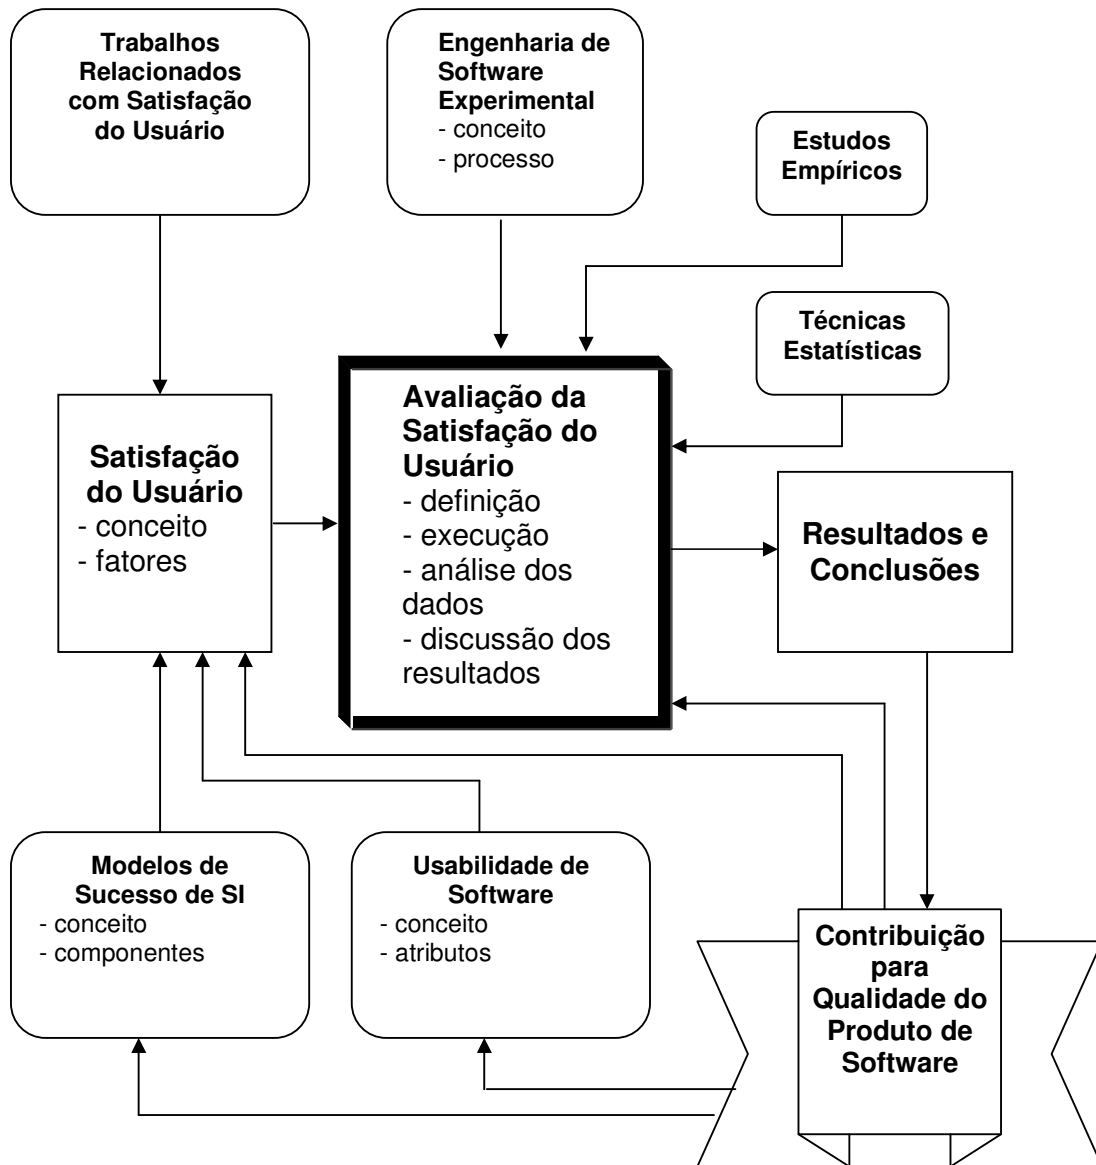 Trabalhos
Relacionados
com Satisfação
do Usuário
Engenharia de
Software
Experimental
- conceito
- processo
Estudos
Empíricos
Técnicas
Estatísticas
Satisfação
do Usuário
- conceito
- fatores
Avaliação da
Satisfação do
Usuário
- definição
- execução
- análise dos
dados
- discussão dos
resultados
Resultados e
Conclusões
Modelos de
Sucesso de SI
- conceito
- componentes
Usabilidade de
Software
- conceito
- atributos
Contribuição
para
Qualidade do
Produto de
Software